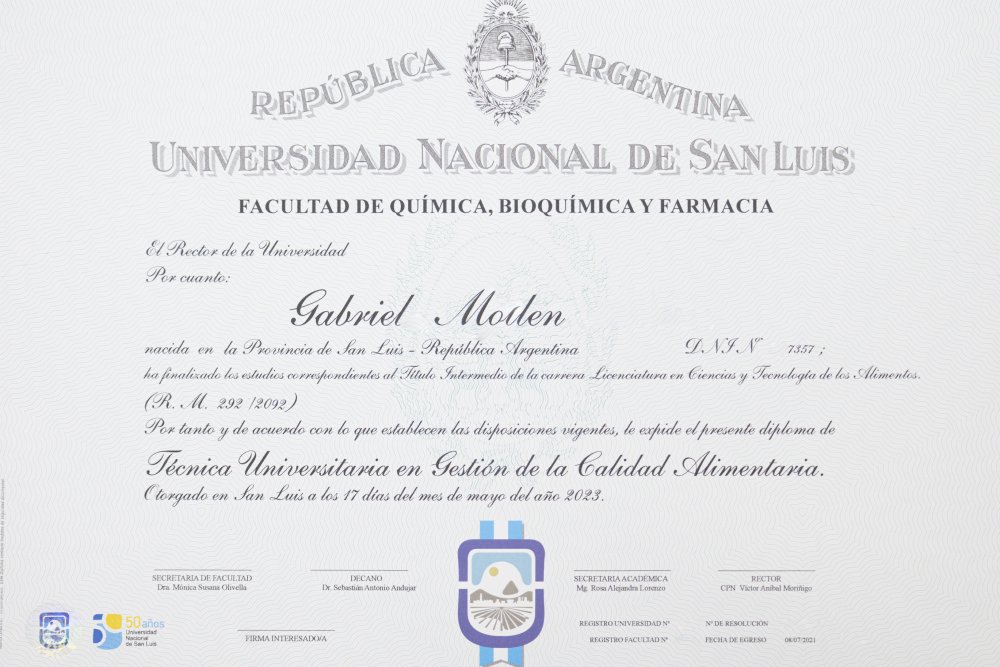 REPÚBLICA ARGENTINA
UNIVERSIDAD NACIONAL DE SAN LUIS
FACULTAD DE QUÍMICA, BIOQUÍMICA Y FARMACIA
El Rector de la Universidad
Por cuanto:
Gabriel Moden
nacida en la Provincia de San Luis - República Argentina D.N.I.Nº 7357 ;
ha finalizado los estudios correspondientes al Título Intermedio de la carrera Licenciatura en Ciencias y Tecnología de los Alimentos.
(R. M. 292 /2092)
Por tanto y de acuerdo con lo que establecen las disposiciones vigentes, le expide el presente diploma de
Técnica Universitaria en Gestión de la Calidad Alimentaria.
Otorgado en San Luis a los 17 días del mes de mayo del año 2023.
SECRETARIA DE FACULTAD
Dra. Mónica Susana Olivella
DECANO
Dr. Sebastián Antonio Andujar
SECRETARIA ACADÉMICA
Mg. Rosa Alejandra Lorenzo
RECTOR
CPN Víctor Aníbal Moriñigo
50 años
Universidad
Nacional
de San Luis
FIRMA INTERESADO/A
REGISTRO UNIVERSIDAD Nº
Nº DE RESOLUCIÓN
REGISTRO FACULTAD Nº
FECHA DE EGRESO 08/07/2021